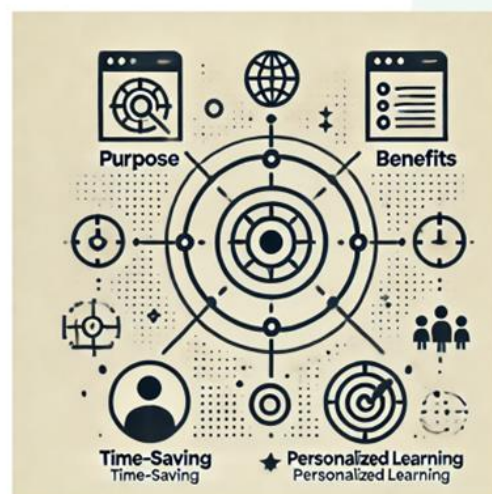 Purpose
Benefits
Time-Saving
Time-Saving
Personalized Learning
Personalized Learning